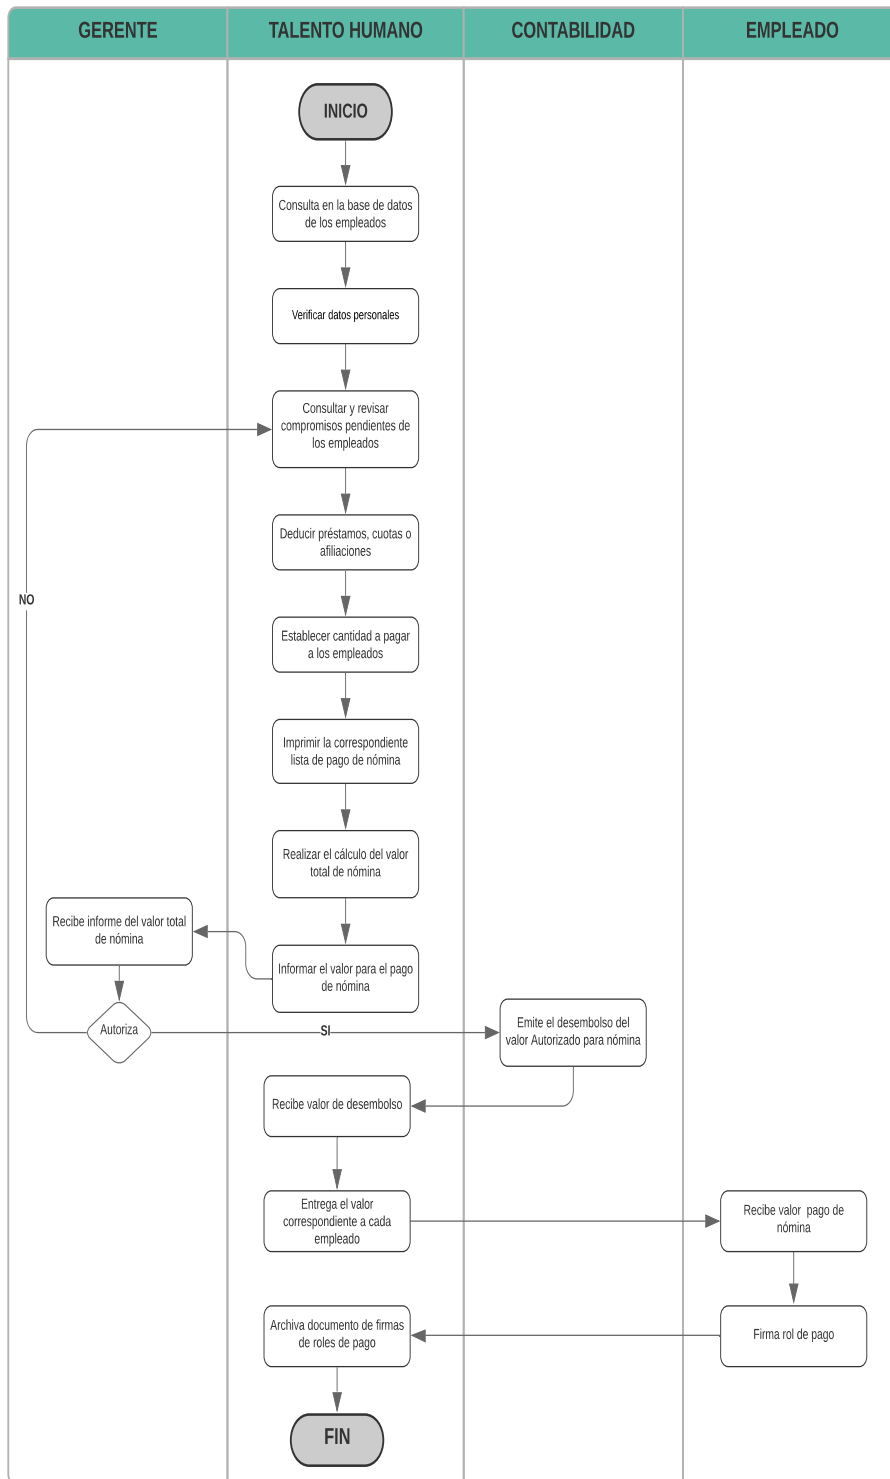 GERENTE
TALENTO HUMANO
CONTABILIDAD
EMPLEADO
INICIO
Consulta en la base de datos
de los empleados
Verificar datos personales
Consultar y revisar
compromisos pendientes de
los empleados
Deducir préstamos, cuotas o
afiliaciones
NO
Establecer cantidad a pagar
a los empleados
Imprimir la correspondiente
lista de pago de nómina
Realizar el cálculo del valor
total de nómina
Recibe informe del valor total
de nómina
Informar el valor para el pago
de nómina
Autoriza
SI
Emite el desembolso del
valor Autorizado para nómina
Recibe valor de desembolso
Entrega el valor
correspondiente a cada
empleado
Recibe valor  pago de
nómina
Archiva documento de firmas
de roles de pago
Firma rol de pago
FIN